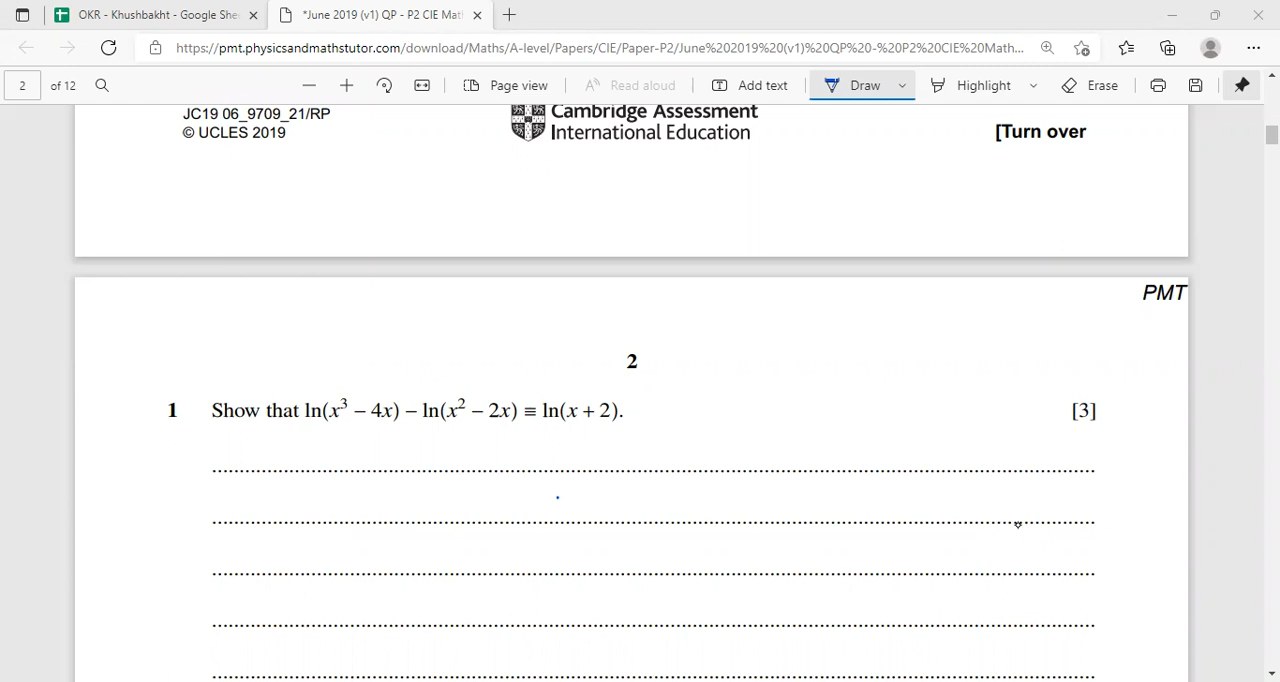 OKR - Khushbakht - Google She
*June 2019 (v1) QP - P2 CIE Mat
https://pmt.physicsandmathstutor.com/download/Maths/A-level/Papers/CIE/Paper-P2/June%202019%20(v1)%20QP%20-%20P2%20CIE%20Math...
2 of 12 Page view Read aloud Add text Draw Highlight Erase
JC19 06_9709_21/RP
© UCLES 2019
Cambridge Assessment
International Education
[Turn over
PMT
2
1 Show that ln(x³ − 4x) − ln(x² − 2x) ≡ ln(x + 2). [3]